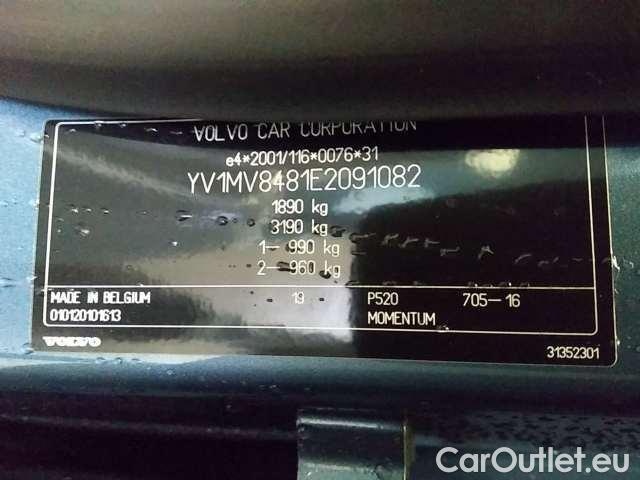 VOLVO CAR CORPORATION
e4*2001/116*0076*31
YV1MV8481E2091082
1890 kg
3190 kg
1— 990 kg
2— 960 kg
MADE IN BELGIUM 19 P520 705—16
010120101613 MOMENTUM
VOLVO 31352301
CarOutlet.eu